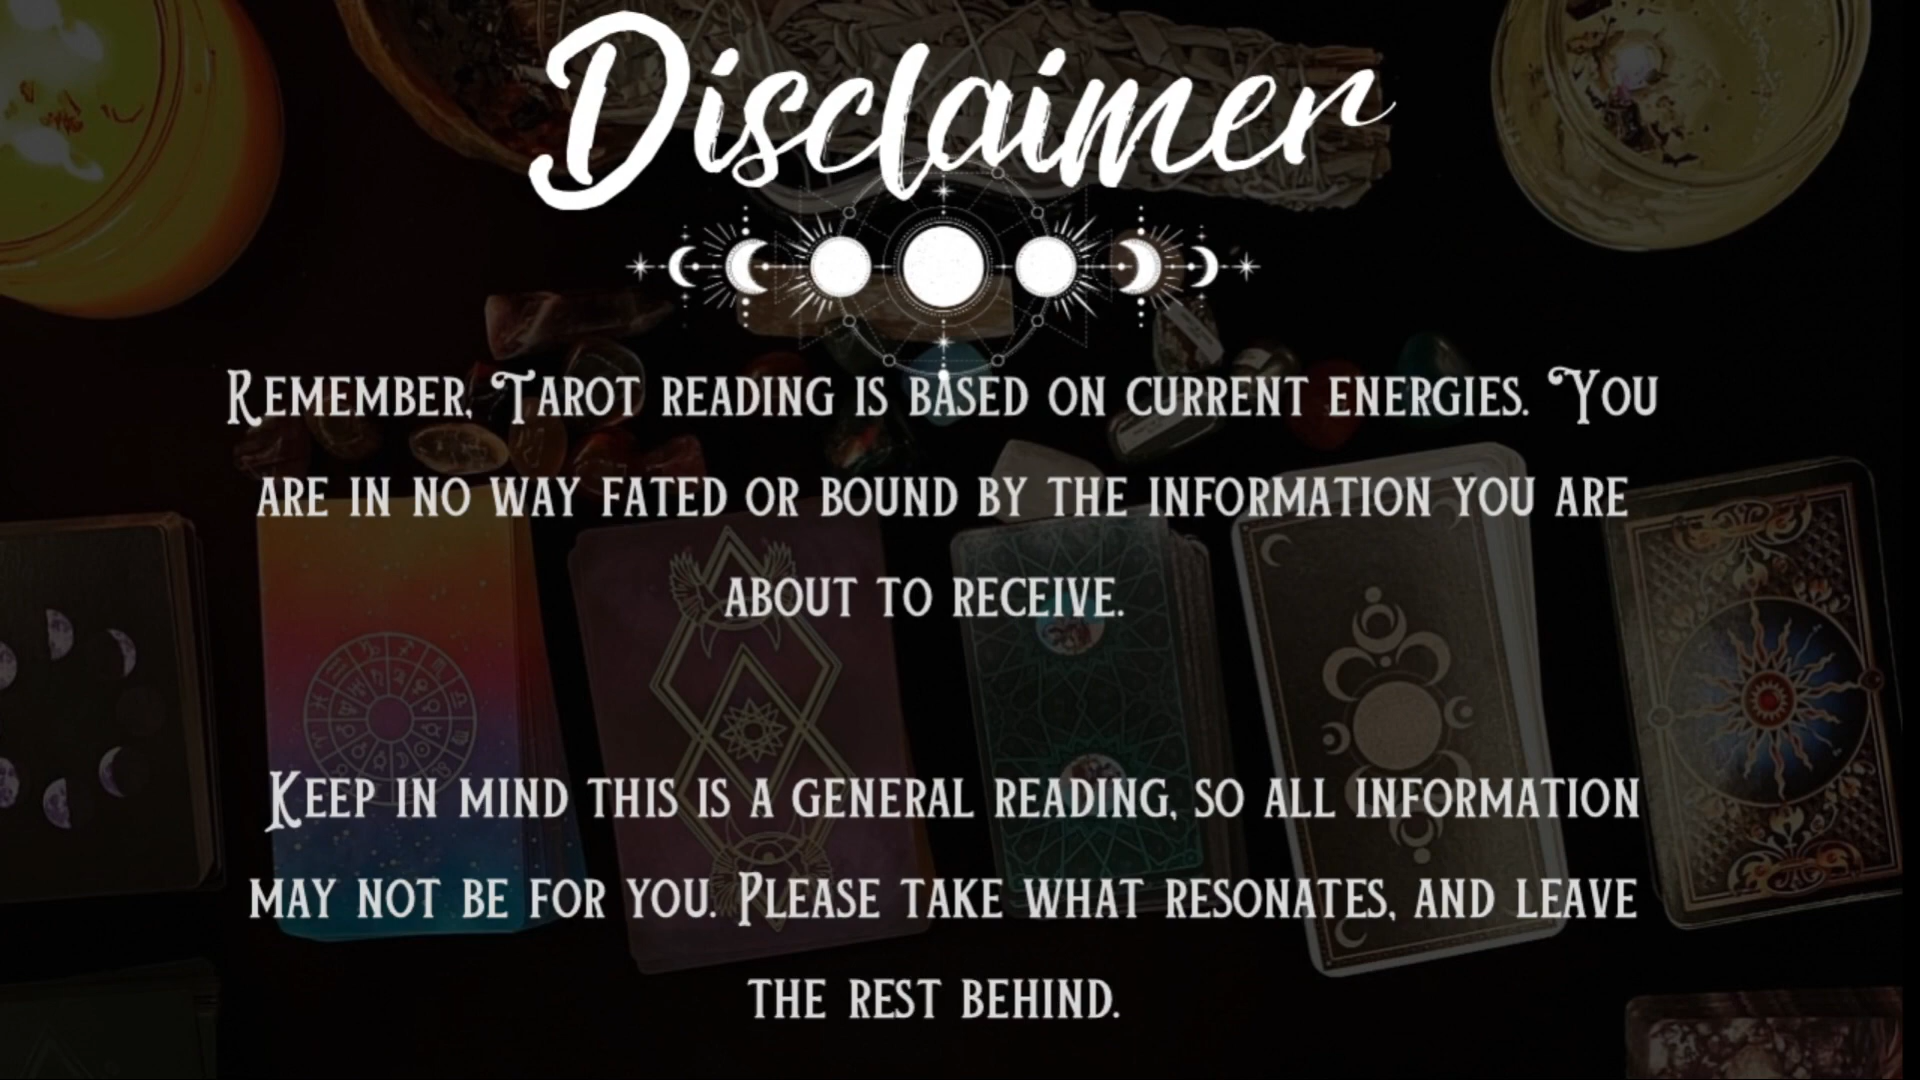 Disclaimer
Remember, Tarot reading is based on current energies. You
are in no way fated or bound by the information you are
about to receive.
Keep in mind this is a general reading, so all information
may not be for you. Please take what resonates, and leave
the rest behind.